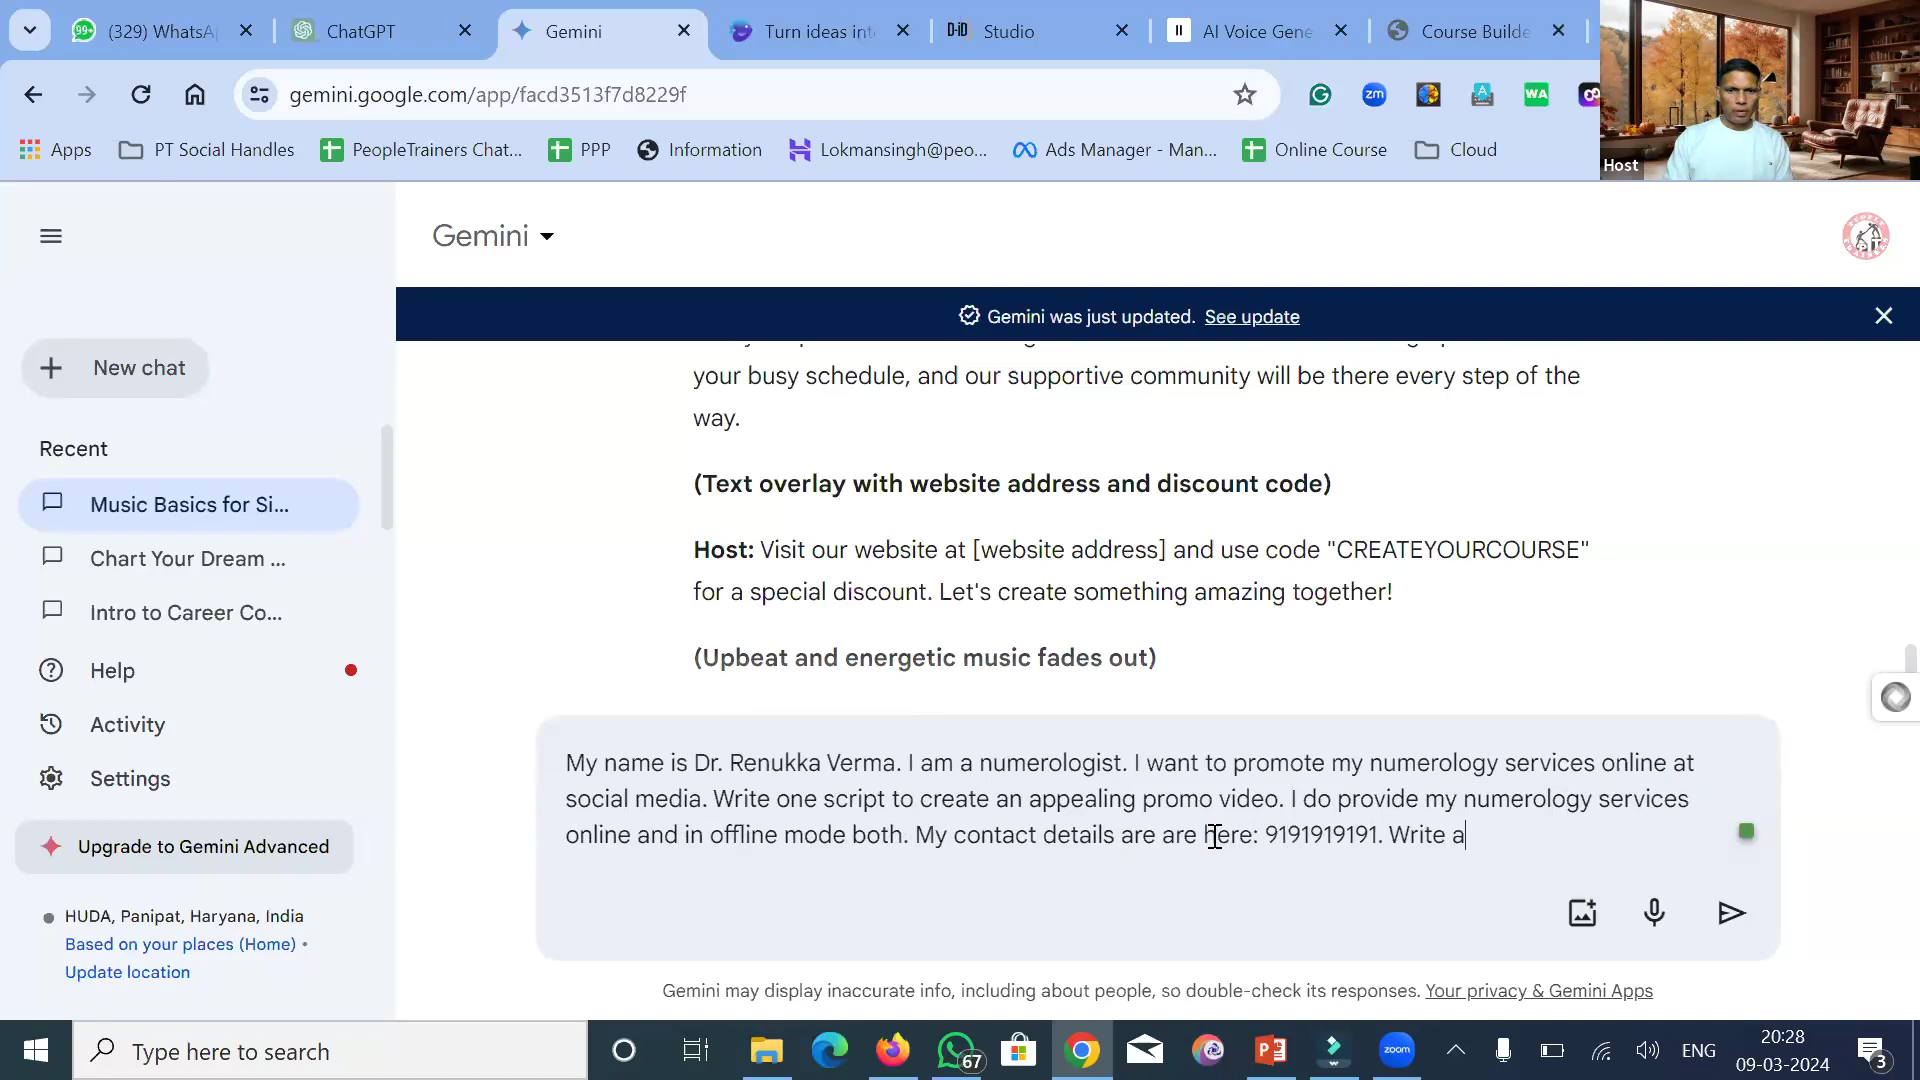 (329) WhatsA
ChatGPT
Gemini
Turn ideas int
D-iD Studio
AI Voice Gene
Course Builde
gemini.google.com/app/facd3513f7d8229f
Apps
PT Social Handles
PeopleTrainers Chat...
PPP
Information
Lokmansingh@peo...
Ads Manager - Man...
Online Course
Cloud
Host
Gemini
Gemini was just updated. See update
New chat
Recent
Music Basics for Si...
Chart Your Dream ...
Intro to Career Co...
Help
Activity
Settings
Upgrade to Gemini Advanced
HUDA, Panipat, Haryana, India
Based on your places (Home) •
Update location
your busy schedule, and our supportive community will be there every step of the
way.
(Text overlay with website address and discount code)
Host: Visit our website at [website address] and use code "CREATEYOURCOURSE"
for a special discount. Let's create something amazing together!
(Upbeat and energetic music fades out)
My name is Dr. Renukka Verma. I am a numerologist. I want to promote my numerology services online at
social media. Write one script to create an appealing promo video. I do provide my numerology services
online and in offline mode both. My contact details are are here: 9191919191. Write a
Gemini may display inaccurate info, including about people, so double-check its responses. Your privacy & Gemini Apps
Type here to search
67
zoom
ENG
20:28
09-03-2024
3